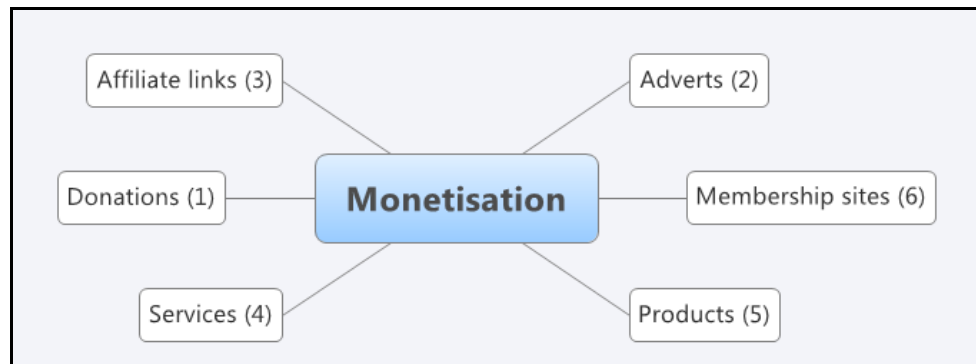 Affiliate links (3)
Adverts (2)
Donations (1)
Monetisation
Membership sites (6)
Services (4)
Products (5)